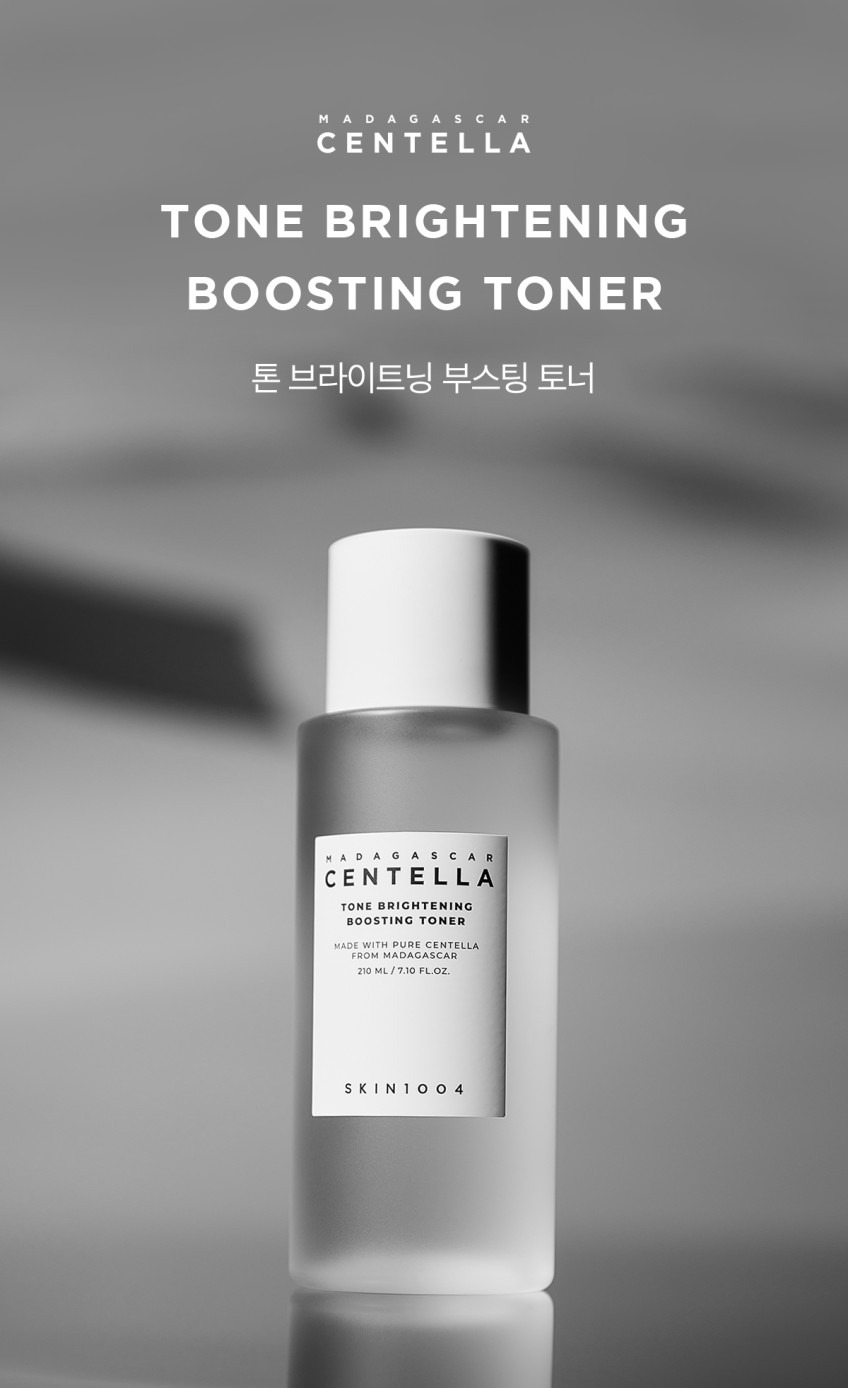 MADAGASCAR
CENTELLA
TONE BRIGHTENING
BOOSTING TONER
톤 브라이트닝 부스팅 토너
MADAGASCAR
CENTELLA
TONE BRIGHTENING
BOOSTING TONER
MADE WITH PURE CENTELLA
FROM MADAGASCAR
210 ML / 7.10 FL.OZ.
SKIN1004